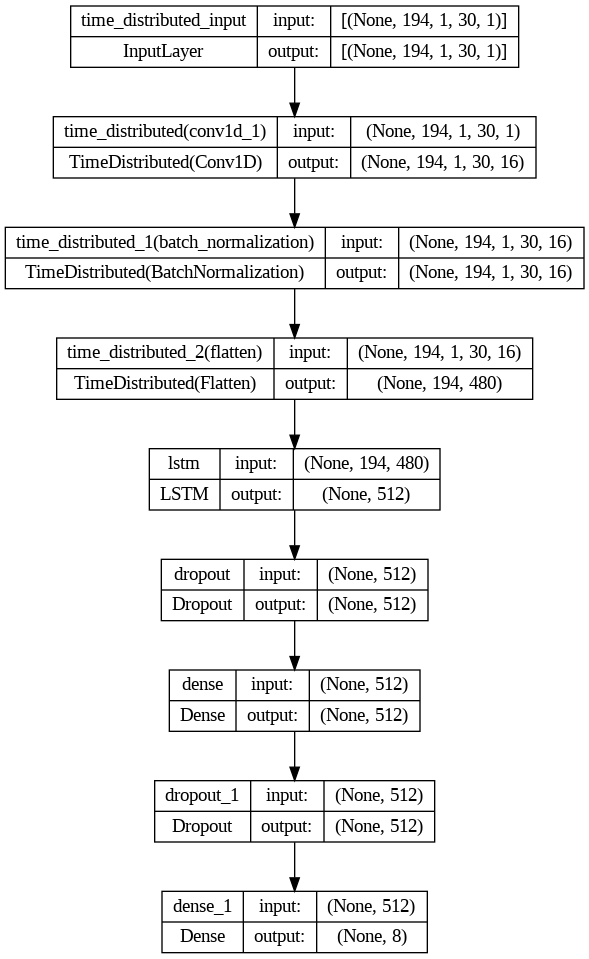 time_distributed_input input: [(None, 194, 1, 30, 1)]
InputLayer output: [(None, 194, 1, 30, 1)]
time_distributed(conv1d_1) input: (None, 194, 1, 30, 1)
TimeDistributed(Conv1D) output: (None, 194, 1, 30, 16)
time_distributed_1(batch_normalization) input: (None, 194, 1, 30, 16)
TimeDistributed(BatchNormalization) output: (None, 194, 1, 30, 16)
time_distributed_2(flatten) input: (None, 194, 1, 30, 16)
TimeDistributed(Flatten) output: (None, 194, 480)
lstm input: (None, 194, 480)
LSTM output: (None, 512)
dropout input: (None, 512)
Dropout output: (None, 512)
dense input: (None, 512)
Dense output: (None, 512)
dropout_1 input: (None, 512)
Dropout output: (None, 512)
dense_1 input: (None, 512)
Dense output: (None, 8)